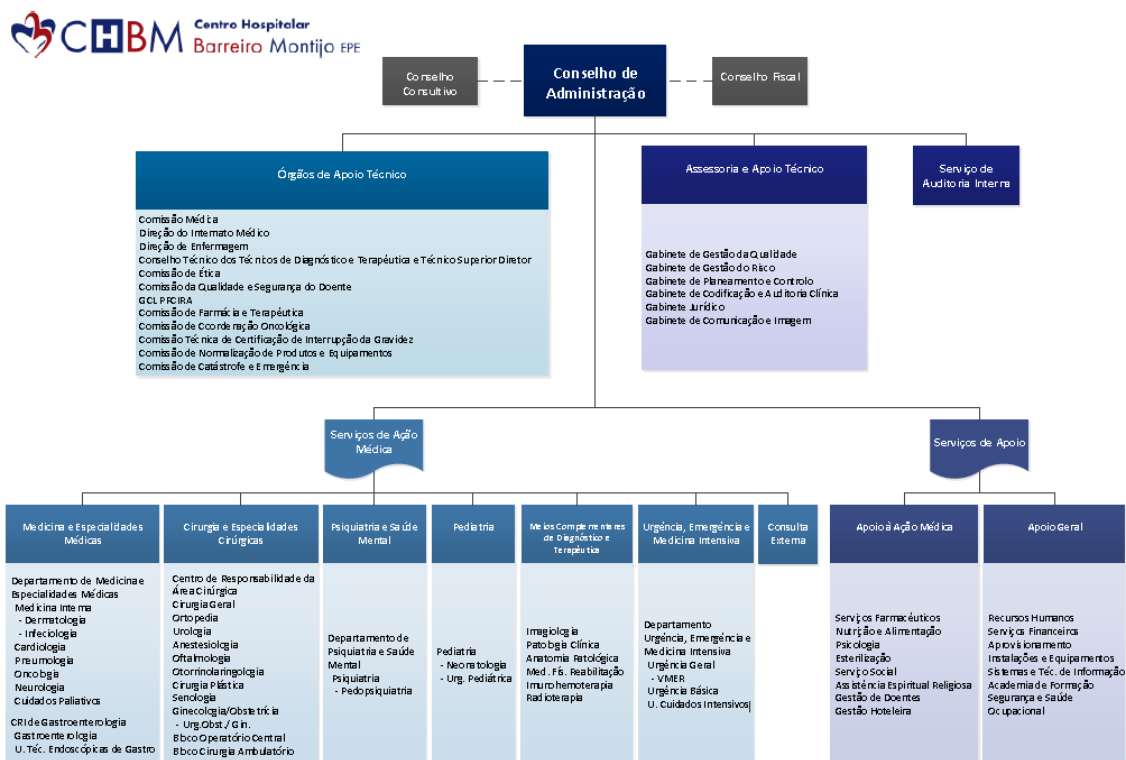 CHBM Centro Hospitalar
Barreiro Montijo EPE
Conselho
Consultivo
Conselho de
Administração
Conselho Fiscal
Órgãos de Apoio Técnico
Comissão Médica
Direção do Internato Médico
Direção de Enfermagem
Conselho Técnico dos Técnicos de Diagnóstico e Terapêutica e Técnico Superior Diretor
Comissão de Ética
Comissão da Qualidade e Segurança do Doente
GCL PPCIRA
Comissão de Farmácia e Terapêutica
Comissão de Coordenação Oncológica
Comissão Técnica de Certificação de Interrupção da Gravidez
Comissão de Normalização de Produtos e Equipamentos
Comissão de Catástrofe e Emergência
Assessoria e Apoio Técnico
Gabinete de Gestão da Qualidade
Gabinete de Gestão do Risco
Gabinete de Planeamento e Controlo
Gabinete de Codificação e Auditoria Clínica
Gabinete Jurídico
Gabinete de Comunicação e Imagem
Serviço de
Auditoria Interna
Serviços de Ação
Médica
Serviços de Apoio
Medicina e Especialidades
Médicas
Departamento de Medicina e
Especialidades Médicas
Medicina Interna
- Dermatologia
- Infeciologia
Cardiologia
Pneumologia
Oncologia
Neurologia
Cuidados Paliativos
CRI de Gastroenterologia
Gastroenterologia
U. Téc. Endoscópicas de Gastro
Cirurgia e Especialidades
Cirúrgicas
Centro de Responsabilidade da
Área Cirúrgica
Cirurgia Geral
Ortopedia
Urologia
Anestesiologia
Oftalmologia
Otorrinolaringologia
Cirurgia Plástica
Senologia
Ginecologia/Obstetrícia
- Urg.Obst./ Gin.
Bloco Operatório Central
Bloco Cirurgia Ambulatório
Psiquiatria e Saúde
Mental
Departamento de
Psiquiatria e Saúde
Mental
Psiquiatria
- Pedopsiquiatria
Pediatria
Pediatria
- Neonatologia
- Urg. Pediátrica
Meios Complementares
de Diagnóstico e
Terapêutica
Imagiologia
Patologia Clínica
Anatomia Patológica
Med. Fís. Reabilitação
Imunohemoterapia
Radioterapia
Urgência, Emergência e
Medicina Intensiva
Departamento
Urgência, Emergência e
Medicina Intensiva
Urgência Geral
- VMER
Urgência Básica
U. Cuidados Intensivos|
Consulta
Externa
Apoio à Ação Médica
Serviços Farmacêuticos
Nutrição e Alimentação
Psicologia
Esterilização
Serviço Social
Assistência Espiritual Religiosa
Gestão de Doentes
Gestão Hoteleira
Apoio Geral
Recursos Humanos
Serviços Financeiros
Aprovisionamento
Instalações e Equipamentos
Sistemas e Téc. de Informação
Academia de Formação
Segurança e Saúde
Ocupacional